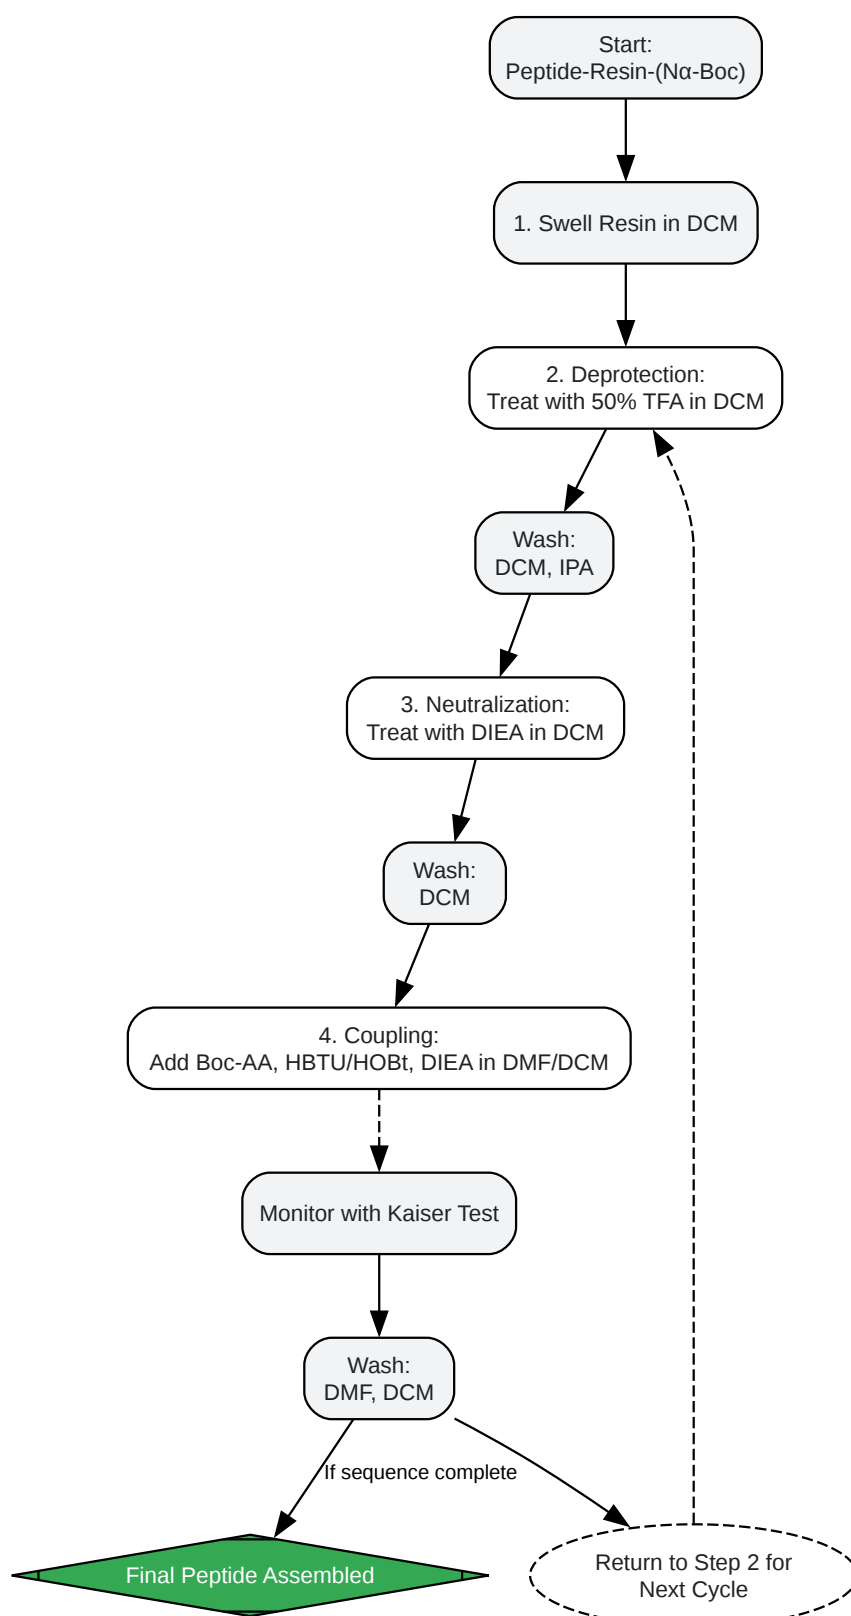 Start:
Peptide-Resin-(Nα-Boc)
1. Swell Resin in DCM
2. Deprotection:
Treat with 50% TFA in DCM
Wash:
DCM, IPA
3. Neutralization:
Treat with DIEA in DCM
Wash:
DCM
4. Coupling:
Add Boc-AA, HBTU/HOBt, DIEA in DMF/DCM
Monitor with Kaiser Test
Wash:
DMF, DCM
If sequence complete
Final Peptide Assembled
Return to Step 2 for
Next Cycle